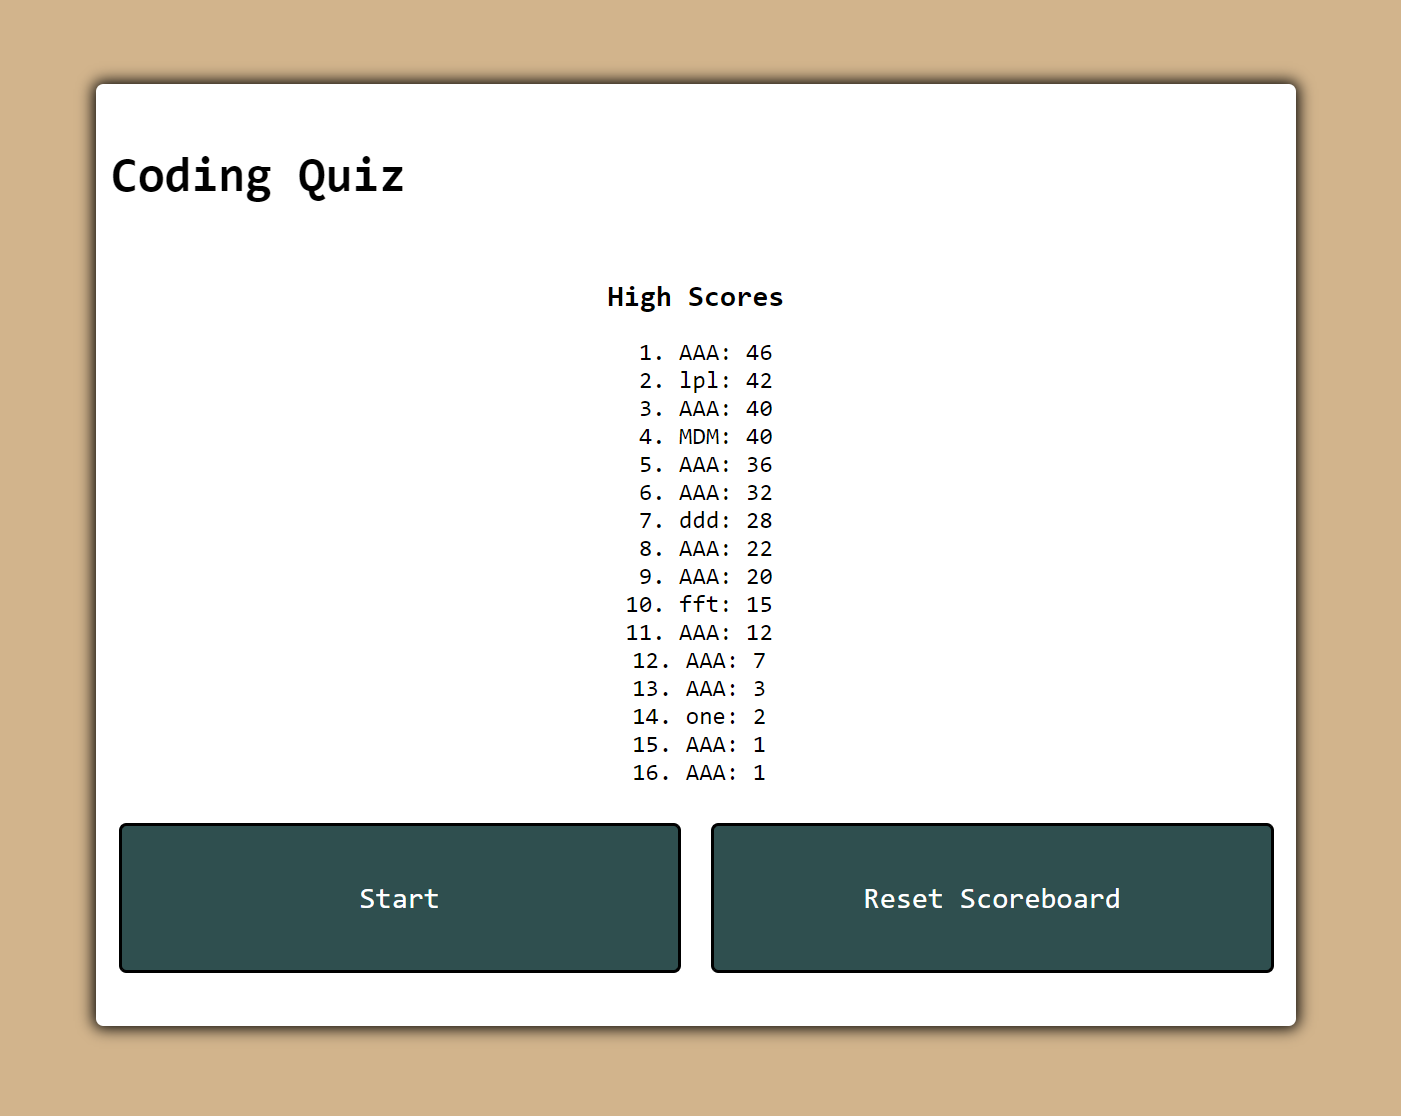 Coding Quiz
High Scores
1. AAA: 46
2. lpl: 42
3. AAA: 40
4. MDM: 40
5. AAA: 36
6. AAA: 32
7. ddd: 28
8. AAA: 22
9. AAA: 20
10. fft: 15
11. AAA: 12
12. AAA: 7
13. AAA: 3
14. one: 2
15. AAA: 1
16. AAA: 1
Start
Reset Scoreboard